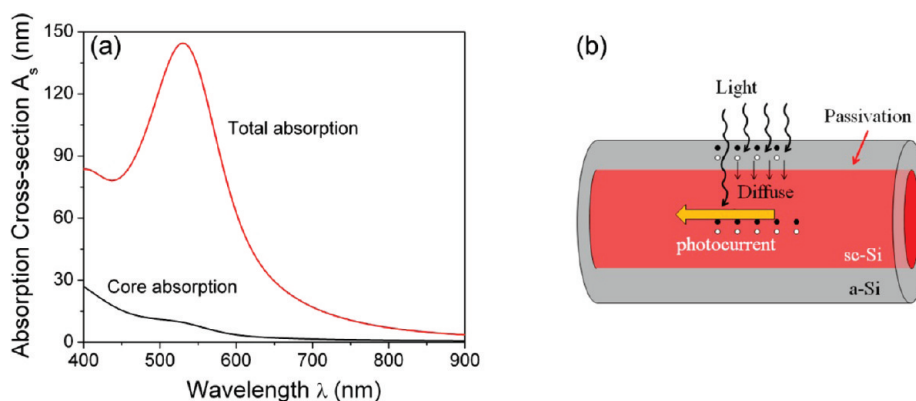 (a)
Absorption Cross-section A_s (nm)
150
120
90
60
30
0
Total absorption
Core absorption
400 500 600 700 800 900
Wavelength λ (nm)
(b)
Light
Passivation
Diffuse
photocurrent
sc-Si
a-Si